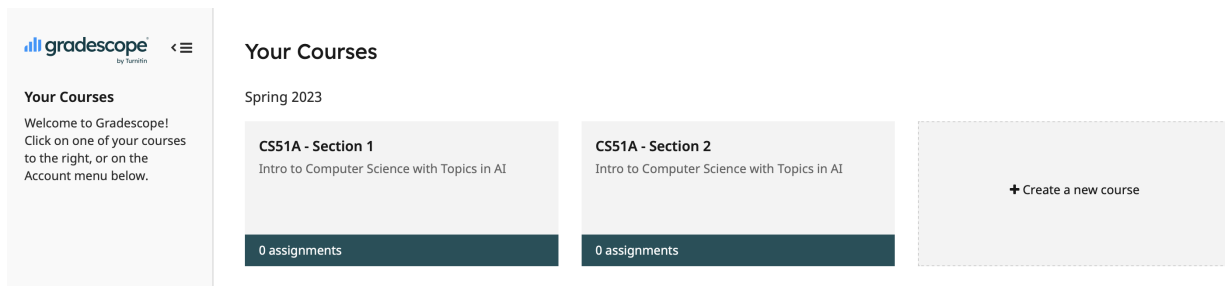 gradescope
by Turnitin
Your Courses
Welcome to Gradescope!
Click on one of your courses
to the right, or on the
Account menu below.
Your Courses
Spring 2023
CS51A - Section 1
Intro to Computer Science with Topics in AI
0 assignments
CS51A - Section 2
Intro to Computer Science with Topics in AI
0 assignments
+ Create a new course